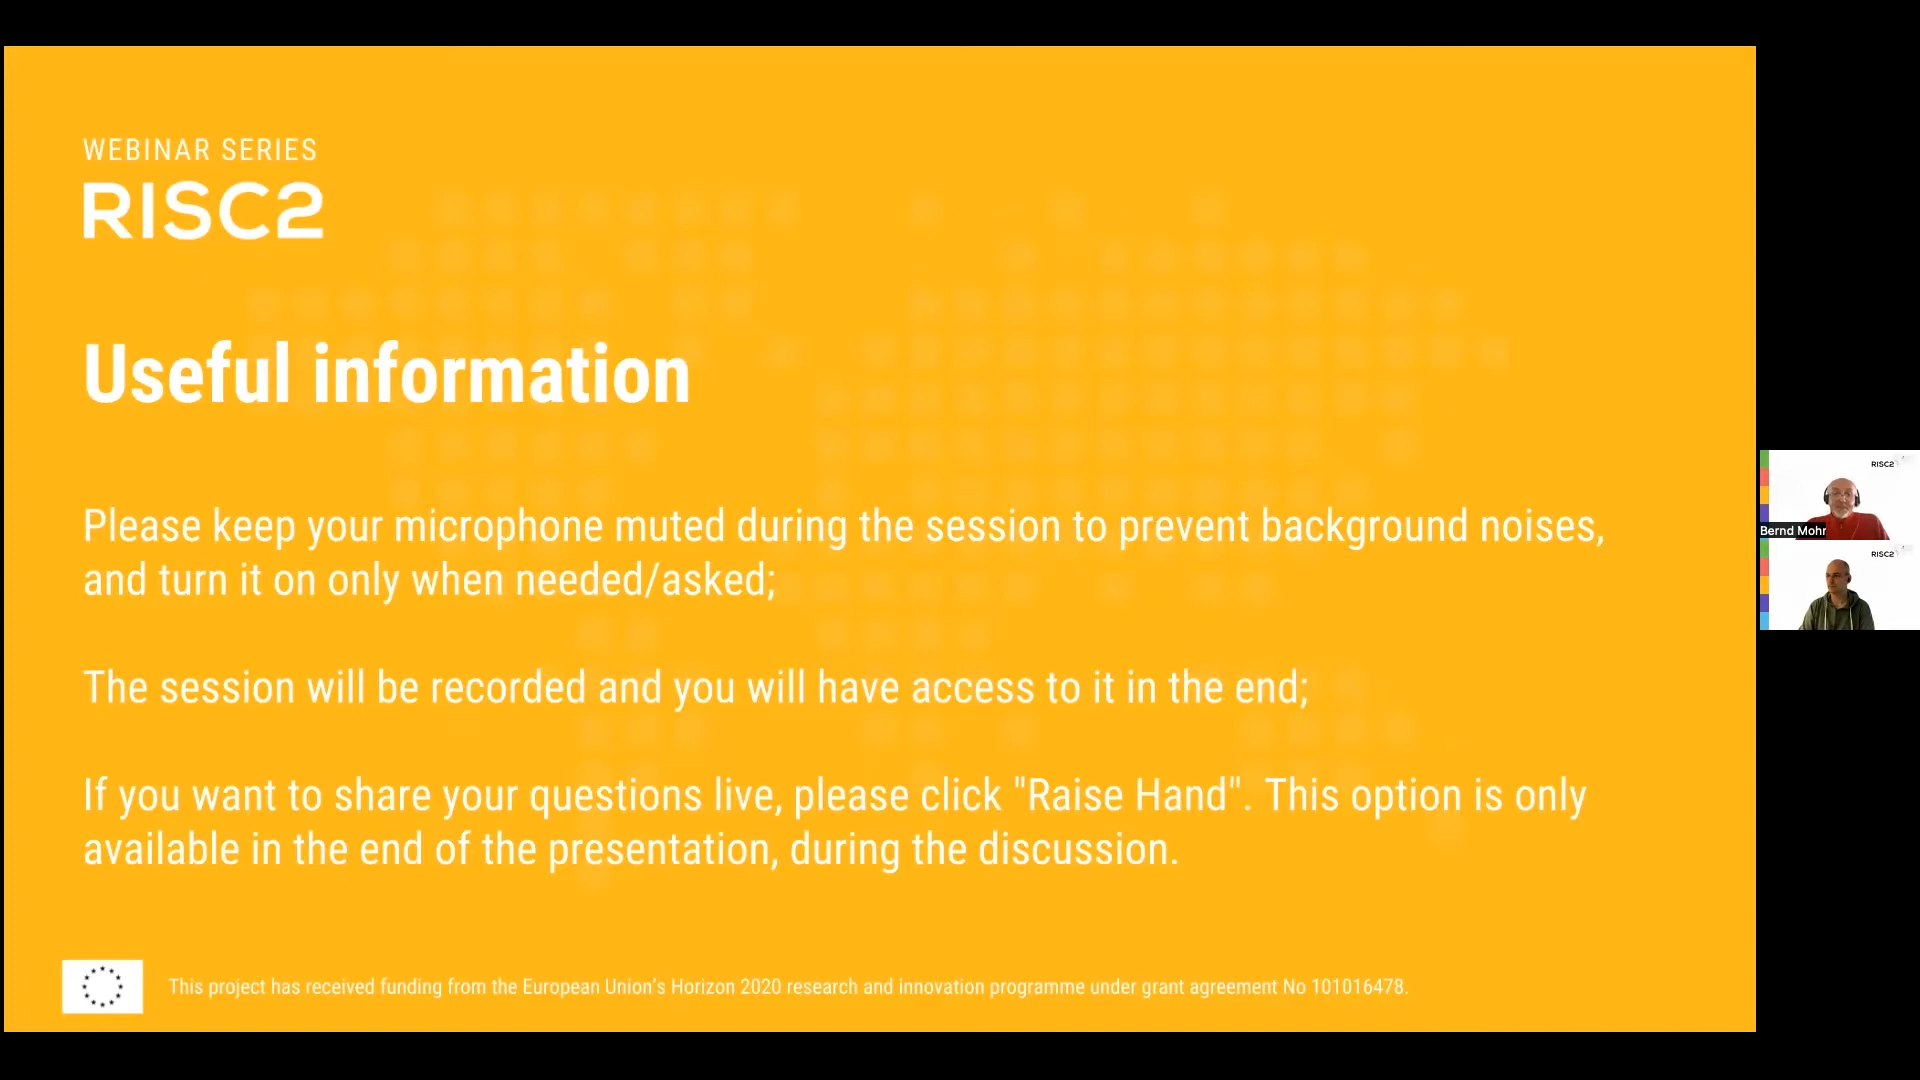 WEBINAR SERIES
RISC2
Useful information
Please keep your microphone muted during the session to prevent background noises,
and turn it on only when needed/asked;
The session will be recorded and you will have access to it in the end;
If you want to share your questions live, please click "Raise Hand". This option is only
available in the end of the presentation, during the discussion.
This project has received funding from the European Union's Horizon 2020 research and innovation programme under grant agreement No 101016478.
RISC2
Bernd Mohr
RISC2